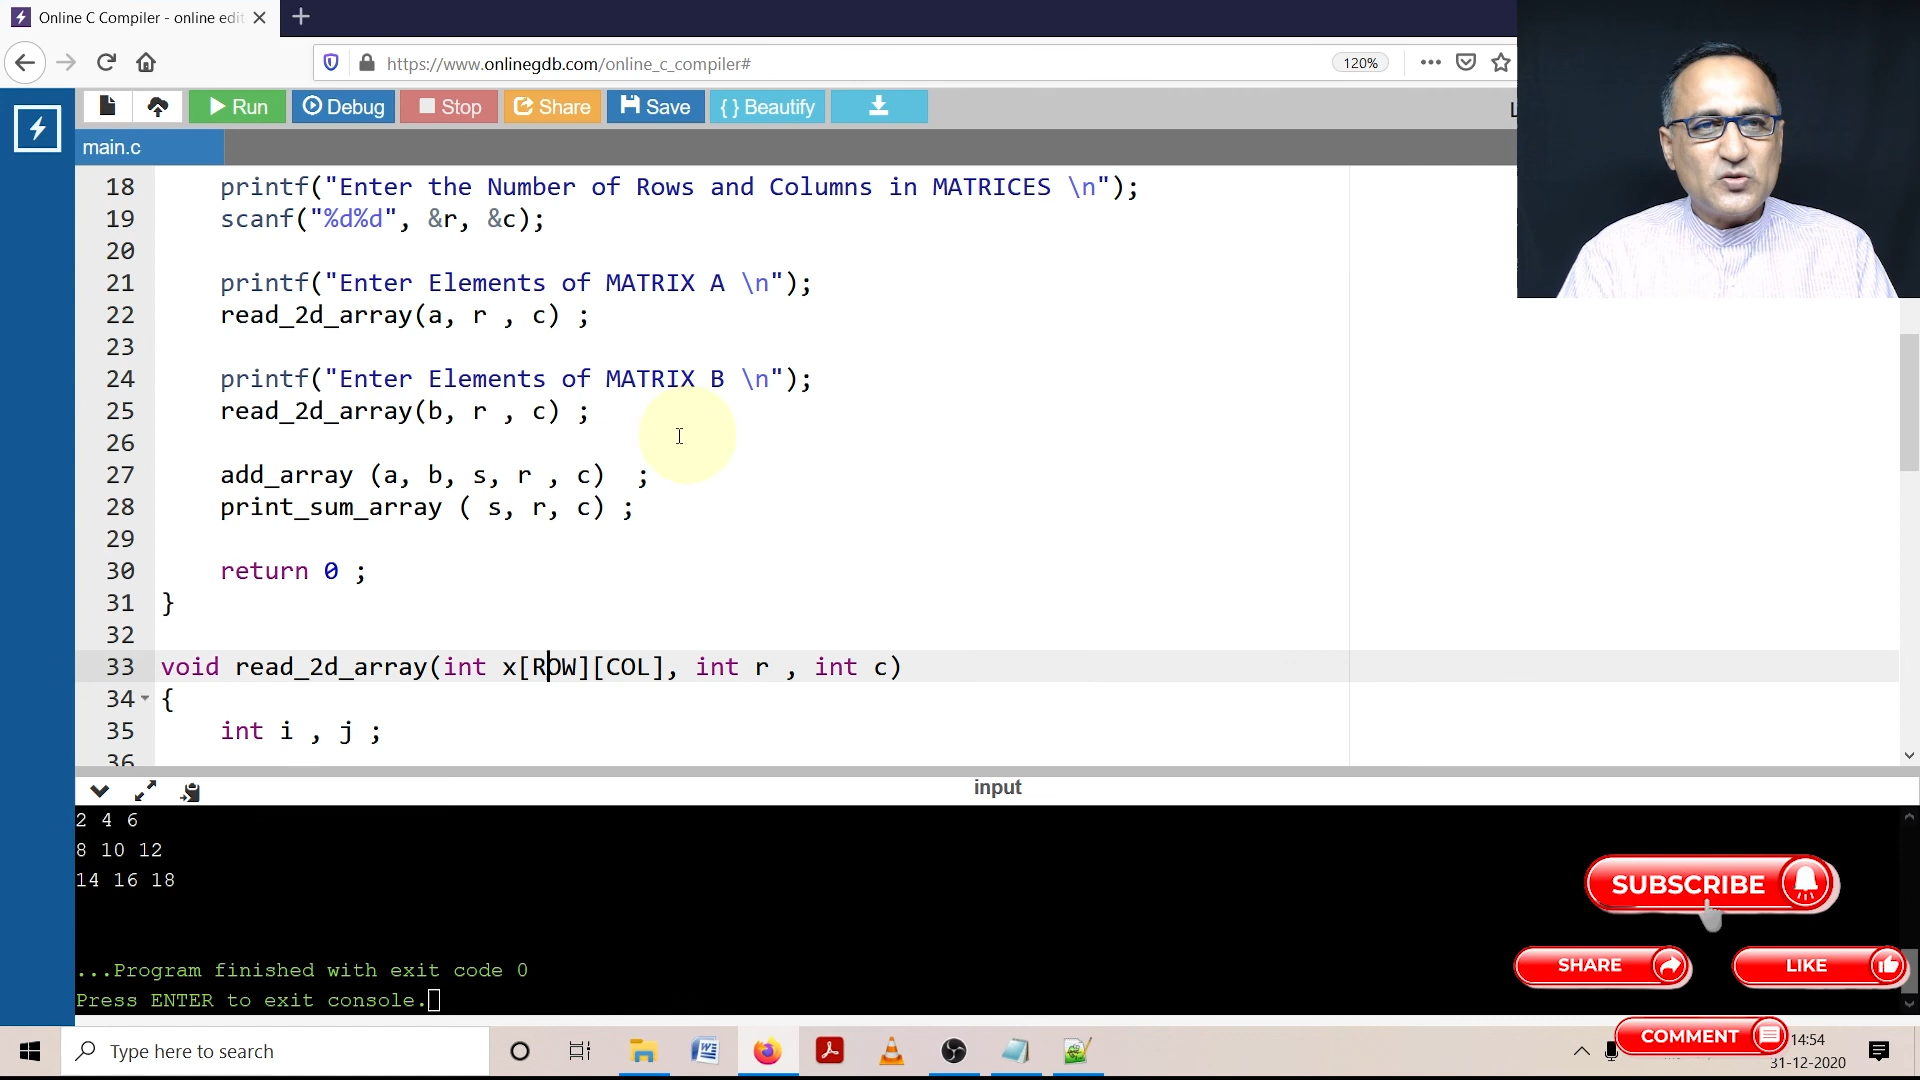 Online C Compiler - online edit
https://www.onlinegdb.com/online_c_compiler#
120%
Run
Debug
Stop
Share
Save
{ } Beautify
main.c
18 printf("Enter the Number of Rows and Columns in MATRICES \n");
19 scanf("%d%d", &r, &c);
20
21 printf("Enter Elements of MATRIX A \n");
22 read_2d_array(a, r , c) ;
23
24 printf("Enter Elements of MATRIX B \n");
25 read_2d_array(b, r , c) ;
26
27 add_array (a, b, s, r , c)  ;
28 print_sum_array ( s, r, c) ;
29
30 return 0 ;
31 }
32
33 void read_2d_array(int x[ROW][COL], int r , int c)
34 {
35 int i , j ;
36
input
2 4 6
8 10 12
14 16 18
...Program finished with exit code 0
Press ENTER to exit console.
SUBSCRIBE
SHARE
LIKE
COMMENT
Type here to search
14:54
31-12-2020